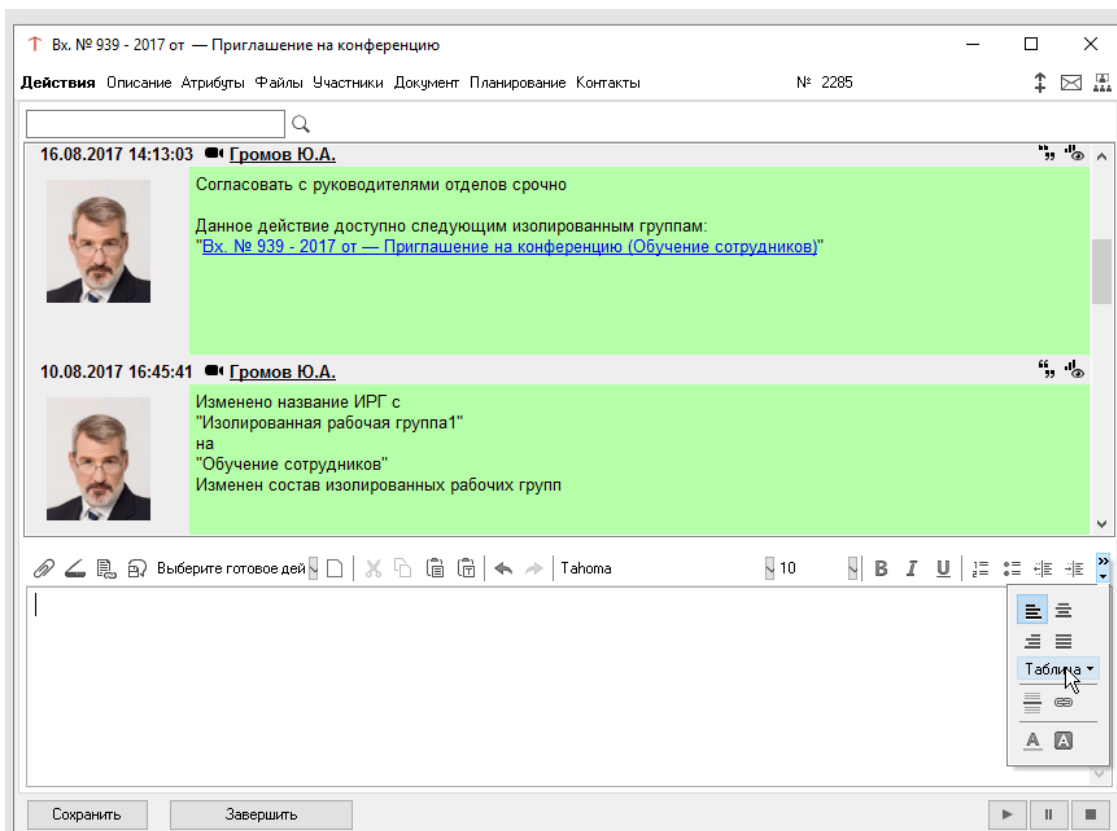 Вх. № 939 - 2017 от — Приглашение на конференцию
Действия Описание Атрибуты Файлы Участники Документ Планирование Контакты № 2285
16.08.2017 14:13:03 Громов Ю.А.
Согласовать с руководителями отделов срочно
Данное действие доступно следующим изолированным группам:
"Вх. № 939 - 2017 от — Приглашение на конференцию (Обучение сотрудников)"
10.08.2017 16:45:41 Громов Ю.А.
Изменено название ИРГ с
"Изолированная рабочая группа1"
на
"Обучение сотрудников"
Изменен состав изолированных рабочих групп
Выберите готовое дей Tahoma 10 B I U
Таблица
A A
Сохранить Завершить